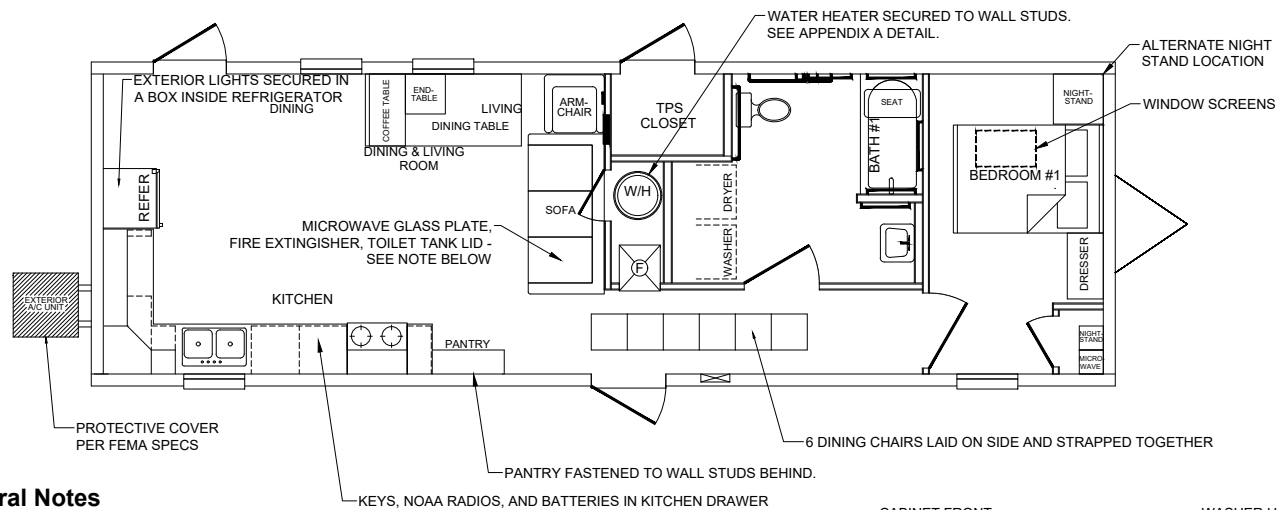 WATER HEATER SECURED TO WALL STUDS.
SEE APPENDIX A DETAIL.
ALTERNATE NIGHT
STAND LOCATION
EXTERIOR LIGHTS SECURED IN
A BOX INSIDE REFRIGERATOR
DINING
COFFEE TABLE
END-
TABLE
LIVING
DINING TABLE
DINING & LIVING
ROOM
ARM-
CHAIR
TPS
CLOSET
SEAT
BATH #1
NIGHT-
STAND
WINDOW SCREENS
BEDROOM #1
REFER
W/H
DRYER
SOFA
MICROWAVE GLASS PLATE,
FIRE EXTINGISHER, TOILET TANK LID -
SEE NOTE BELOW
WASHER
F
DRESSER
EXTERIOR
A/C UNIT
KITCHEN
PANTRY
NIGHT-
STAND
MICRO-
WAVE
PROTECTIVE COVER
PER FEMA SPECS
6 DINING CHAIRS LAID ON SIDE AND STRAPPED TOGETHER
PANTRY FASTENED TO WALL STUDS BEHIND.
KEYS, NOAA RADIOS, AND BATTERIES IN KITCHEN DRAWER
ral Notes
CABINET FRONT
WASHER H